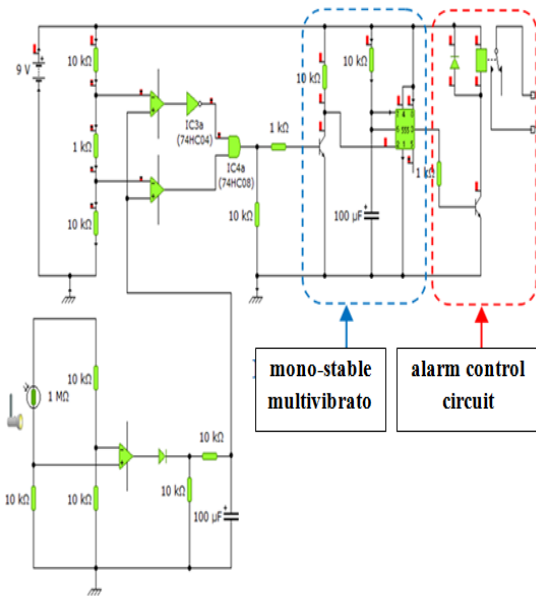 10 kΩ
9 V
10 kΩ
10 kΩ
IC3a
(74HC04)
1 kΩ
1 kΩ
IC4a
(74HC08)
555
1 kΩ
10 kΩ
10 kΩ
100 µF
mono-stable
multivibrato
alarm control
circuit
10 kΩ
1 MΩ
10 kΩ
10 kΩ
10 kΩ
10 kΩ
100 µF